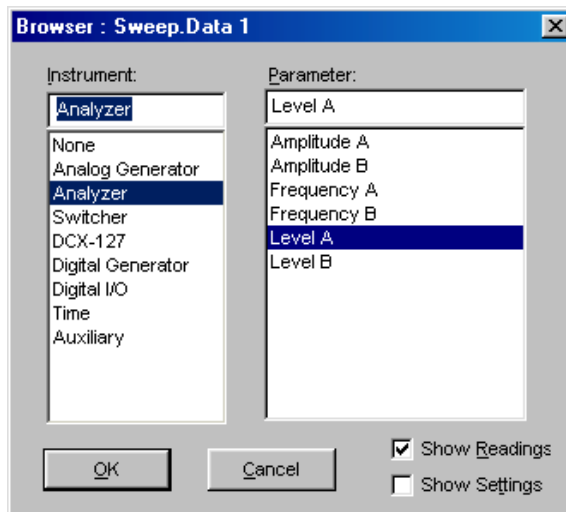 Browser : Sweep.Data 1
Instrument:
Analyzer
None
Analog Generator
Analyzer
Switcher
DCX-127
Digital Generator
Digital I/O
Time
Auxiliary
Parameter:
Level A
Amplitude A
Amplitude B
Frequency A
Frequency B
Level A
Level B
Show Readings
Show Settings
OK
Cancel